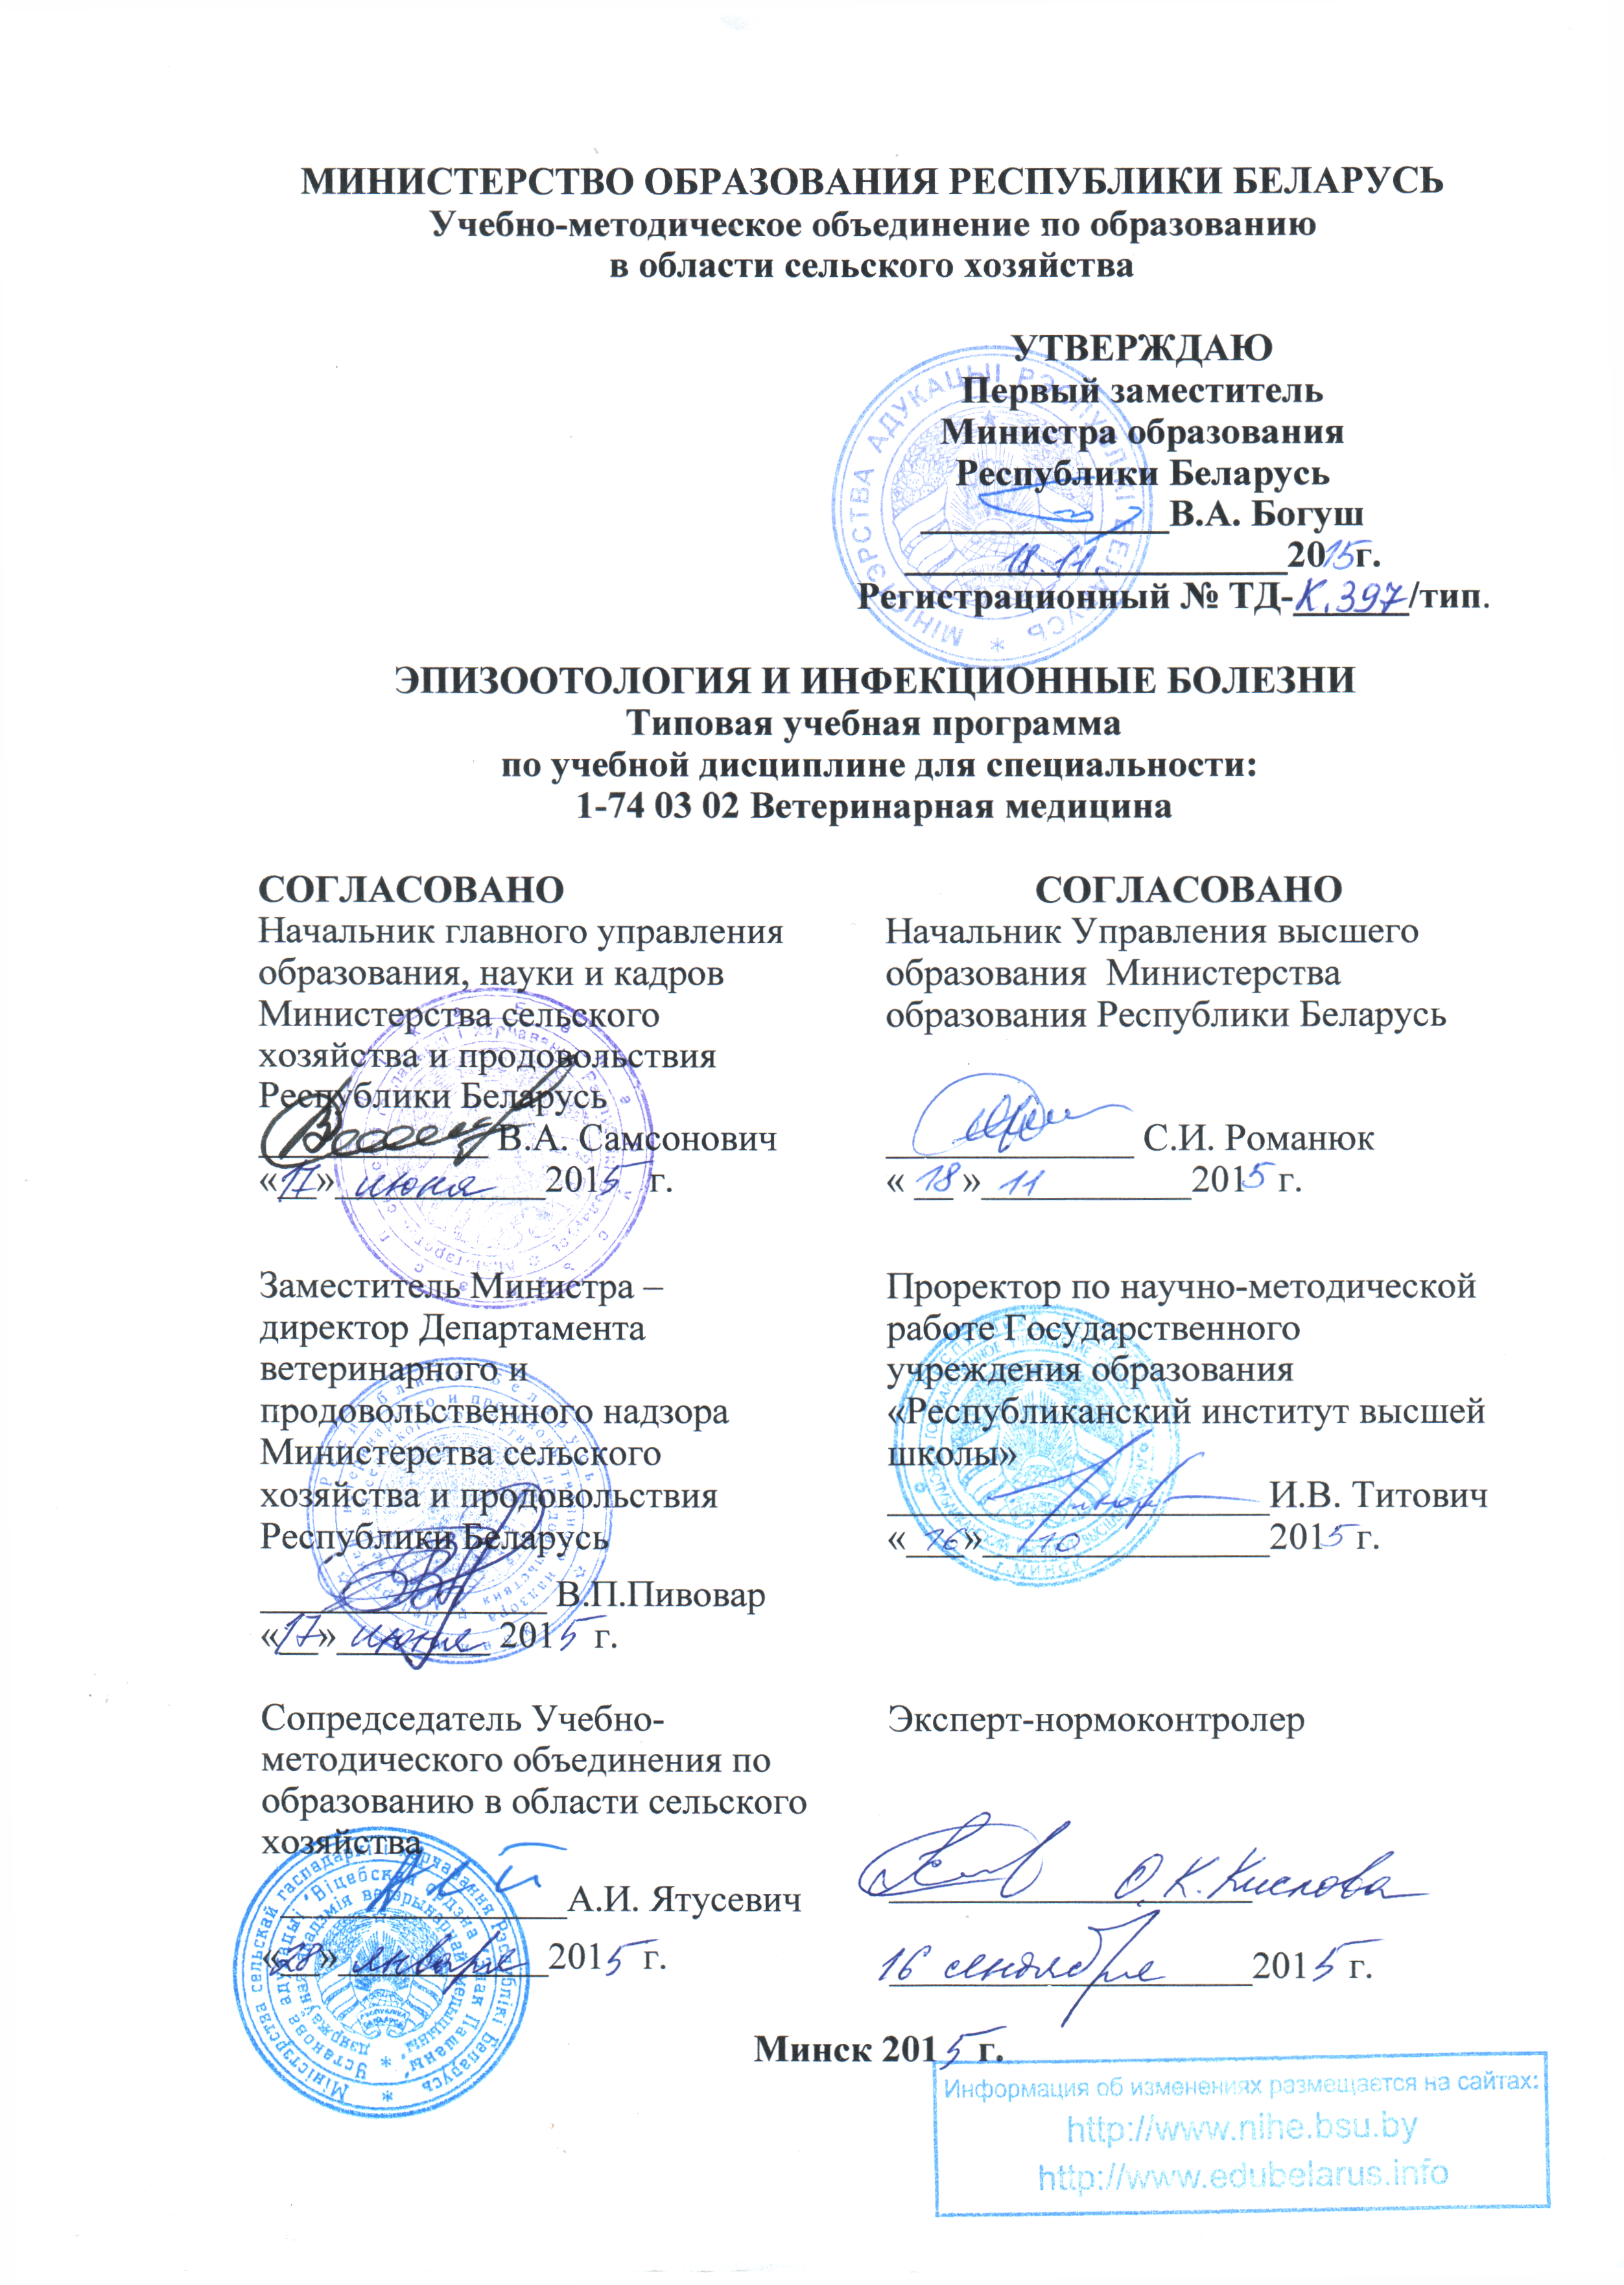 МИНИСТЕРСТВО ОБРАЗОВАНИЯ РЕСПУБЛИКИ БЕЛАРУСЬ
Учебно-методическое объединение по образованию
в области сельского хозяйства
УТВЕРЖДАЮ
Первый заместитель
Министра образования
Республики Беларусь
В.А. Богуш
18.11. 2015г.
Регистрационный № ТД-К.397/тип.
МІНІСТЭРСТВА АДУКАЦЫІ РЭСПУБЛІКІ БЕЛАРУСЬ
ЭПИЗООТОЛОГИЯ И ИНФЕКЦИОННЫЕ БОЛЕЗНИ
Типовая учебная программа
по учебной дисциплине для специальности:
1-74 03 02 Ветеринарная медицина
СОГЛАСОВАНО
Начальник главного управления
образования, науки и кадров
Министерства сельского
хозяйства и продовольствия
Республики Беларусь
В.А. Самсонович
«17» июня 2015 г.
СОГЛАСОВАНО
Начальник Управления высшего
образования Министерства
образования Республики Беларусь
С.И. Романюк
« 18 » 11 2015 г.
Заместитель Министра –
директор Департамента
ветеринарного и
продовольственного надзора
Министерства сельского
хозяйства и продовольствия
Республики Беларусь
В.П.Пивовар
«17» июня 2015 г.
Проректор по научно-методической
работе Государственного
учреждения образования
«Республиканский институт высшей
школы»
И.В. Титович
«16» 10 2015 г.
Сопредседатель Учебно-
методического объединения по
образованию в области сельского
хозяйства
А.И. Ятусевич
«28» января 2015 г.
Эксперт-нормоконтролер
О.К. Кислова
16 сентября 2015 г.
Минск 2015 г.
Информация об изменениях размещается на сайтах:
http://www.nihe.bsu.by
http://www.edubelarus.info